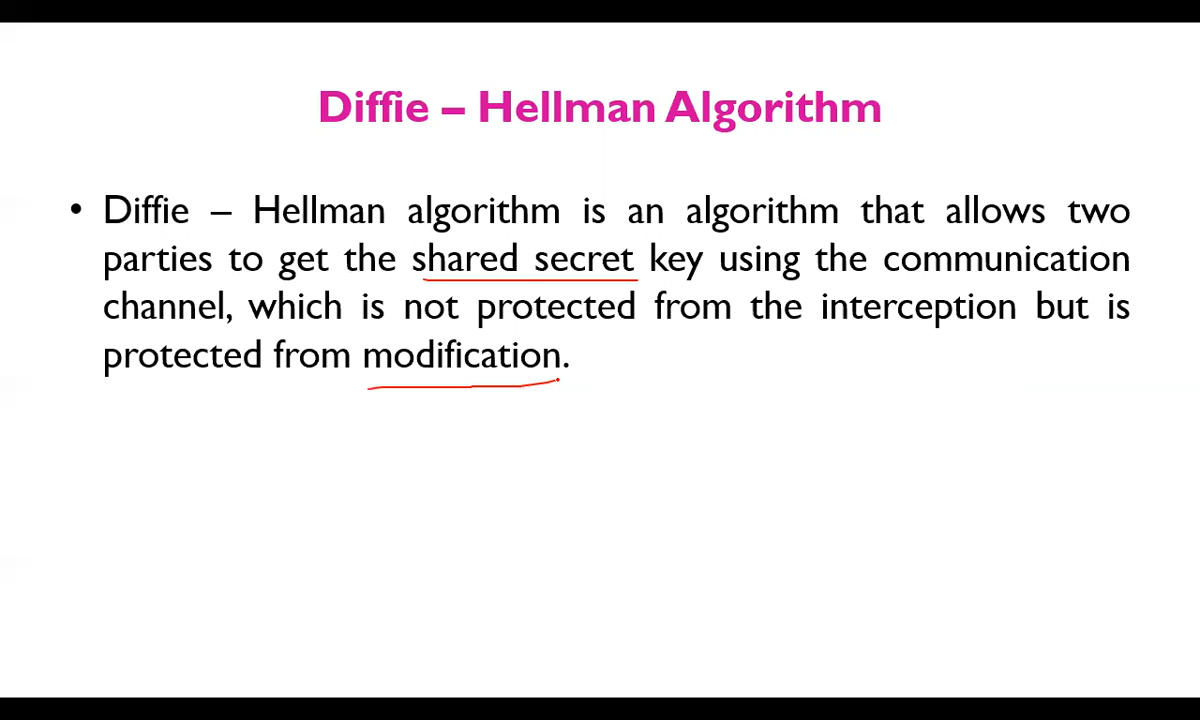 Diffie – Hellman Algorithm
• Diffie – Hellman algorithm is an algorithm that allows two
parties to get the shared secret key using the communication
channel, which is not protected from the interception but is
protected from modification.